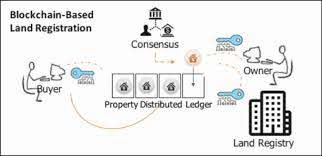 Blockchain-Based
Land Registration
Consensus
Owner
Buyer
Property Distributed Ledger
Land Registry